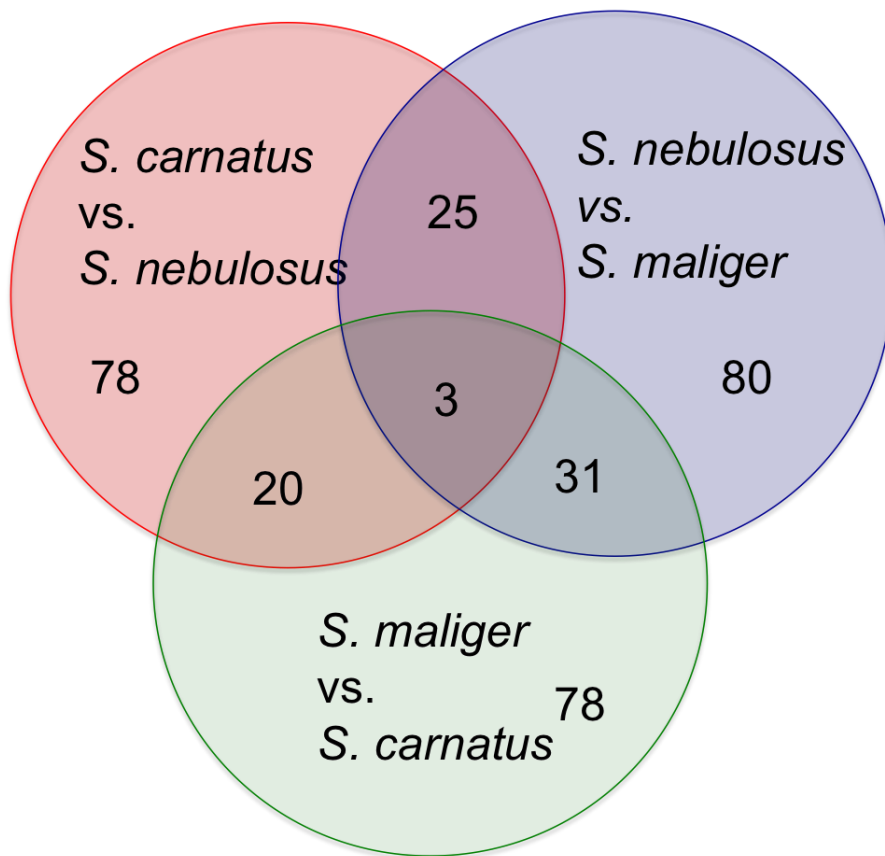 S. carnatus
vs.
S. nebulosus
78
25
S. nebulosus
vs.
S. maliger
80
3
20
31
S. maliger
vs.
S. carnatus
78